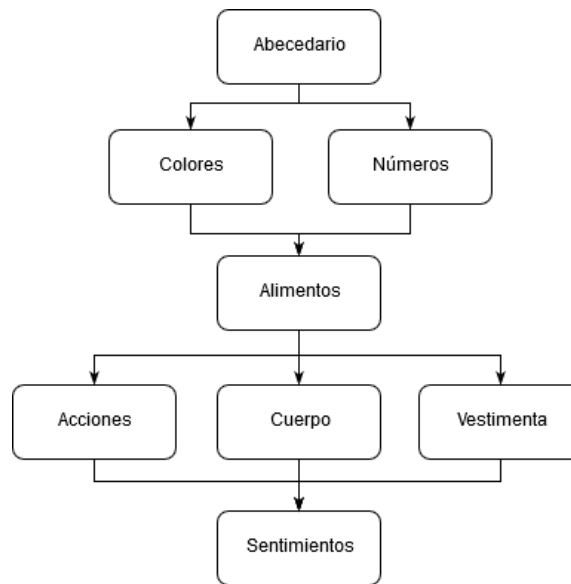 Abecedario
Colores
Números
Alimentos
Acciones
Cuerpo
Vestimenta
Sentimientos